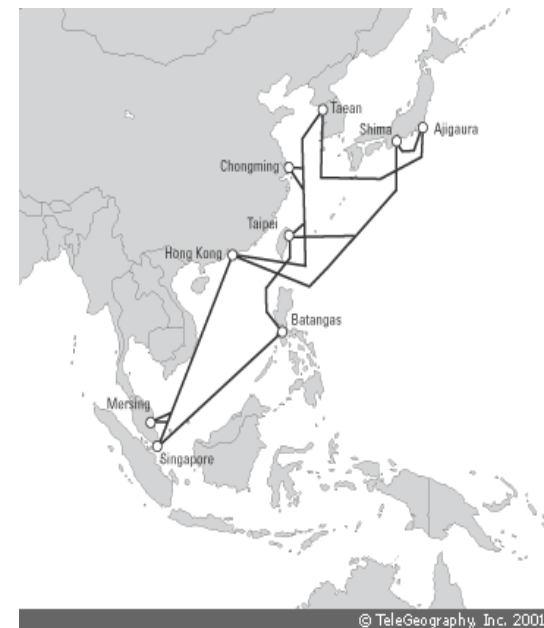 Taean
Shima
Ajigaura
Chongming
Taipei
Hong Kong
Batangas
Mersing
Singapore
© TeleGeography, Inc. 2001